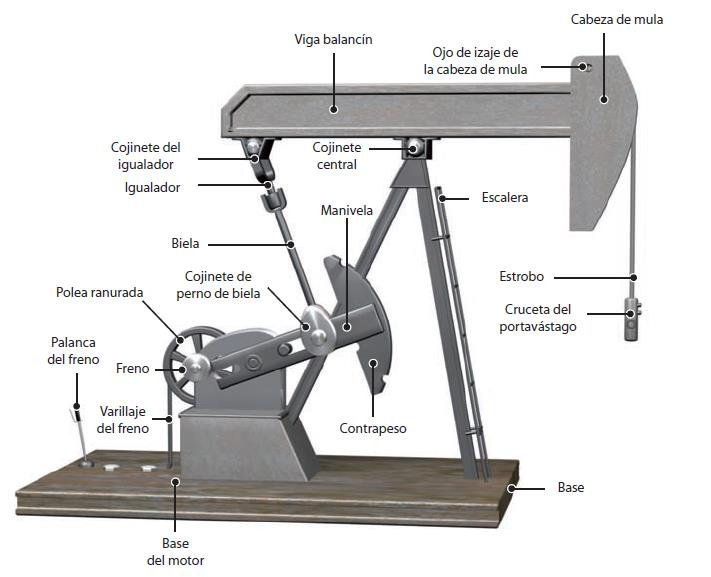 Cabeza de mula
Viga balancín
Ojo de izaje de
la cabeza de mula
Cojinete del
igualador
Cojinete
central
Igualador
Escalera
Manivela
Biela
Cojinete de
perno de biela
Estrobo
Polea ranurada
Cruceta del
portavástago
Palanca
del freno
Freno
Varillaje
del freno
Contrapeso
Base
Base
del motor